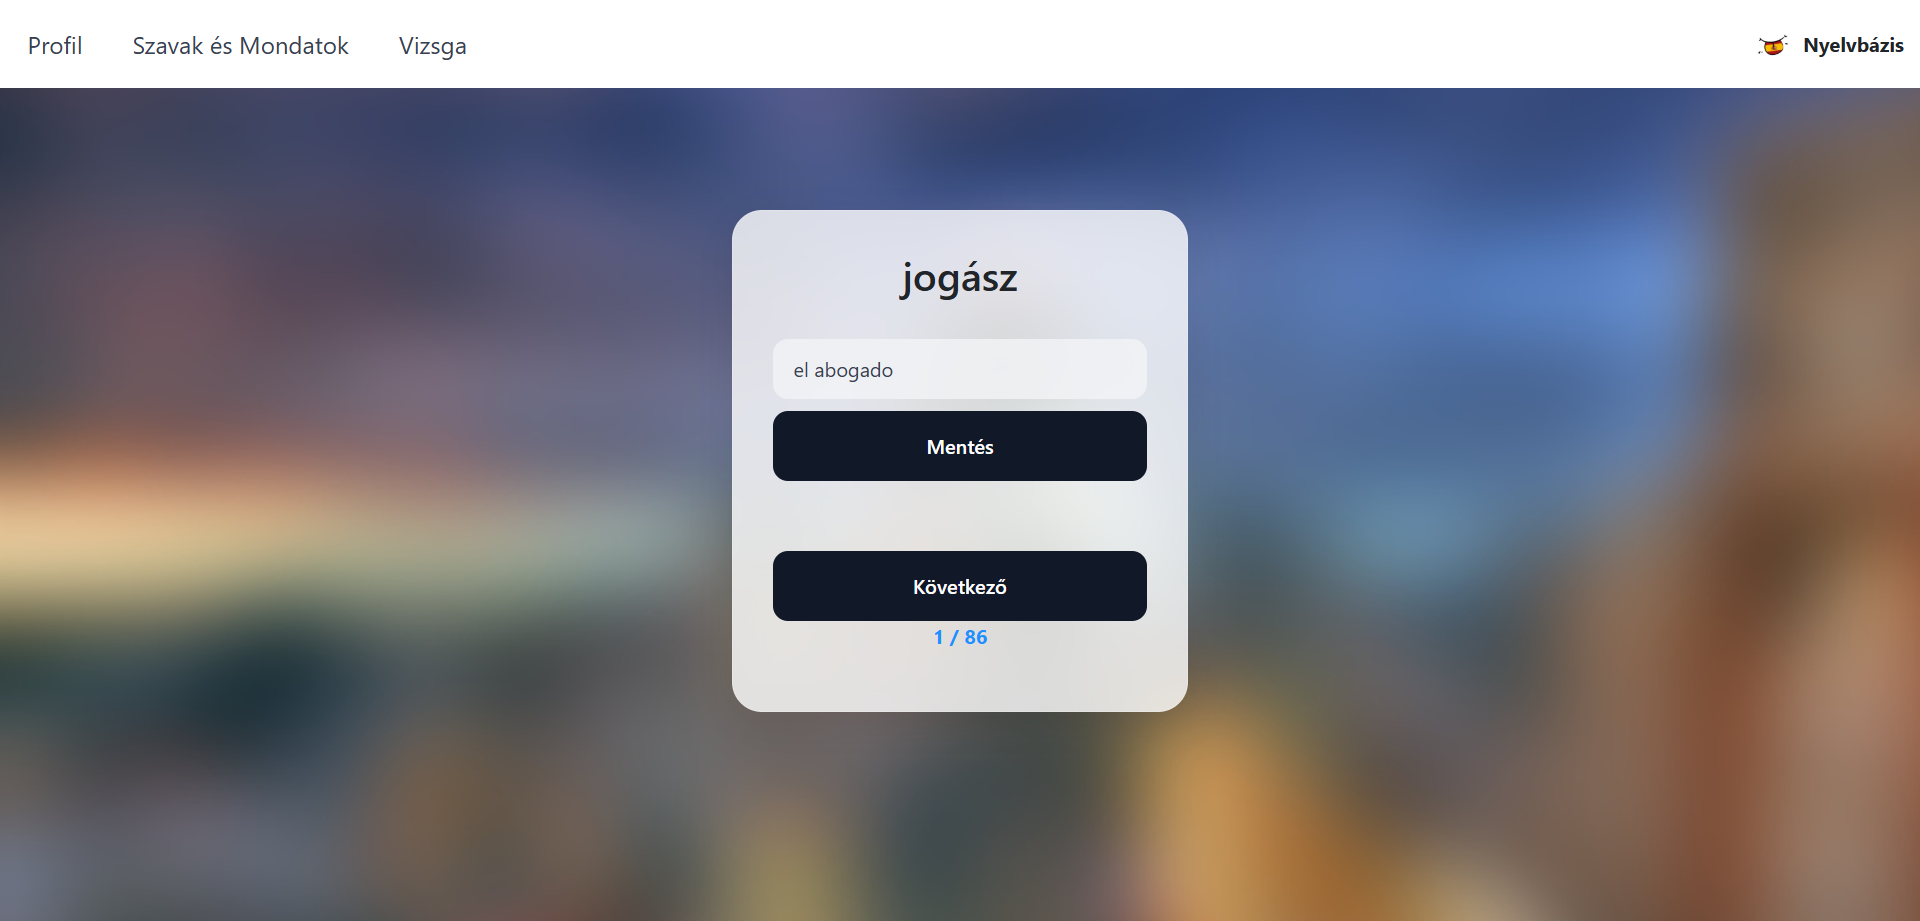 Profil Szavak és Mondatok Vizsga Nyelvbázis
jogász
el abogado
Mentés
Következő
1 / 86